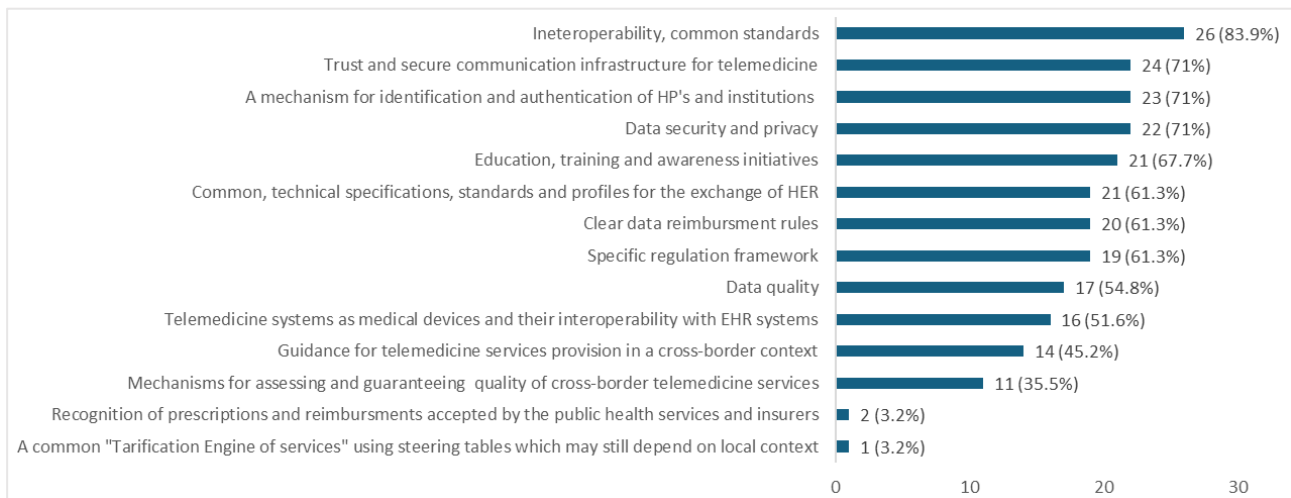 Ineteroperability, common standards 26 (83.9%)
Trust and secure communication infrastructure for telemedicine 24 (71%)
A mechanism for identification and authentication of HP's and institutions 23 (71%)
Data security and privacy 22 (71%)
Education, training and awareness initiatives 21 (67.7%)
Common, technical specifications, standards and profiles for the exchange of HER 21 (61.3%)
Clear data reimbursment rules 20 (61.3%)
Specific regulation framework 19 (61.3%)
Data quality 17 (54.8%)
Telemedicine systems as medical devices and their interoperability with EHR systems 16 (51.6%)
Guidance for telemedicine services provision in a cross-border context 14 (45.2%)
Mechanisms for assessing and guaranteeing quality of cross-border telemedicine services 11 (35.5%)
Recognition of prescriptions and reimbursments accepted by the public health services and insurers 2 (3.2%)
A common "Tarification Engine of services" using steering tables which may still depend on local context 1 (3.2%)
0 10 20 30